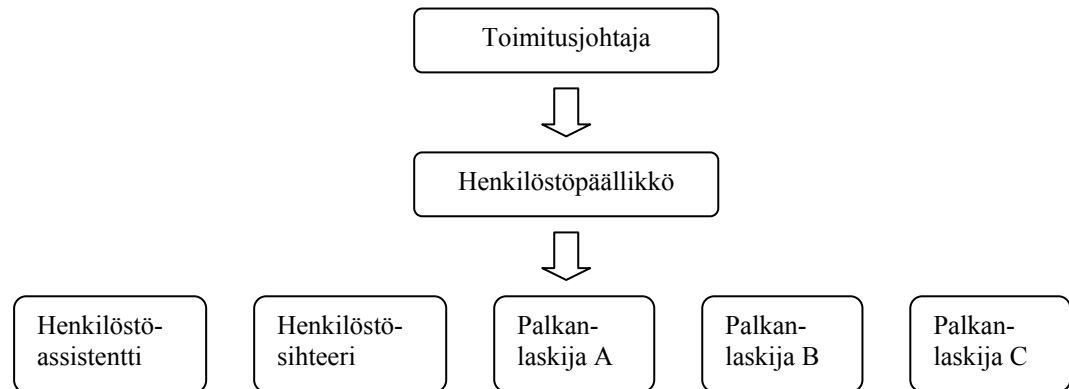 Toimitusjohtaja
Henkilöstöpäällikkö
Henkilöstö-
assistentti
Henkilöstö-
sihteeri
Palkan-
laskija A
Palkan-
laskija B
Palkan-
laskija C